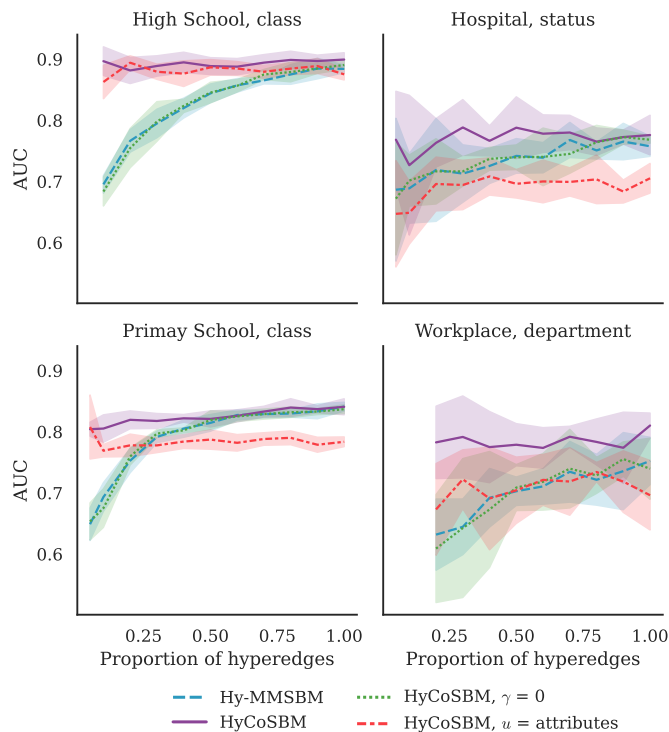 High School, class
Hospital, status
AUC
0.9
0.8
0.7
0.6
Primay School, class
Workplace, department
AUC
0.9
0.8
0.7
0.6
0.25 0.50 0.75 1.00
0.25 0.50 0.75 1.00
Proportion of hyperedges
Proportion of hyperedges
Hy-MMSBM
HyCoSBM
HyCoSBM, γ = 0
HyCoSBM, u = attributes